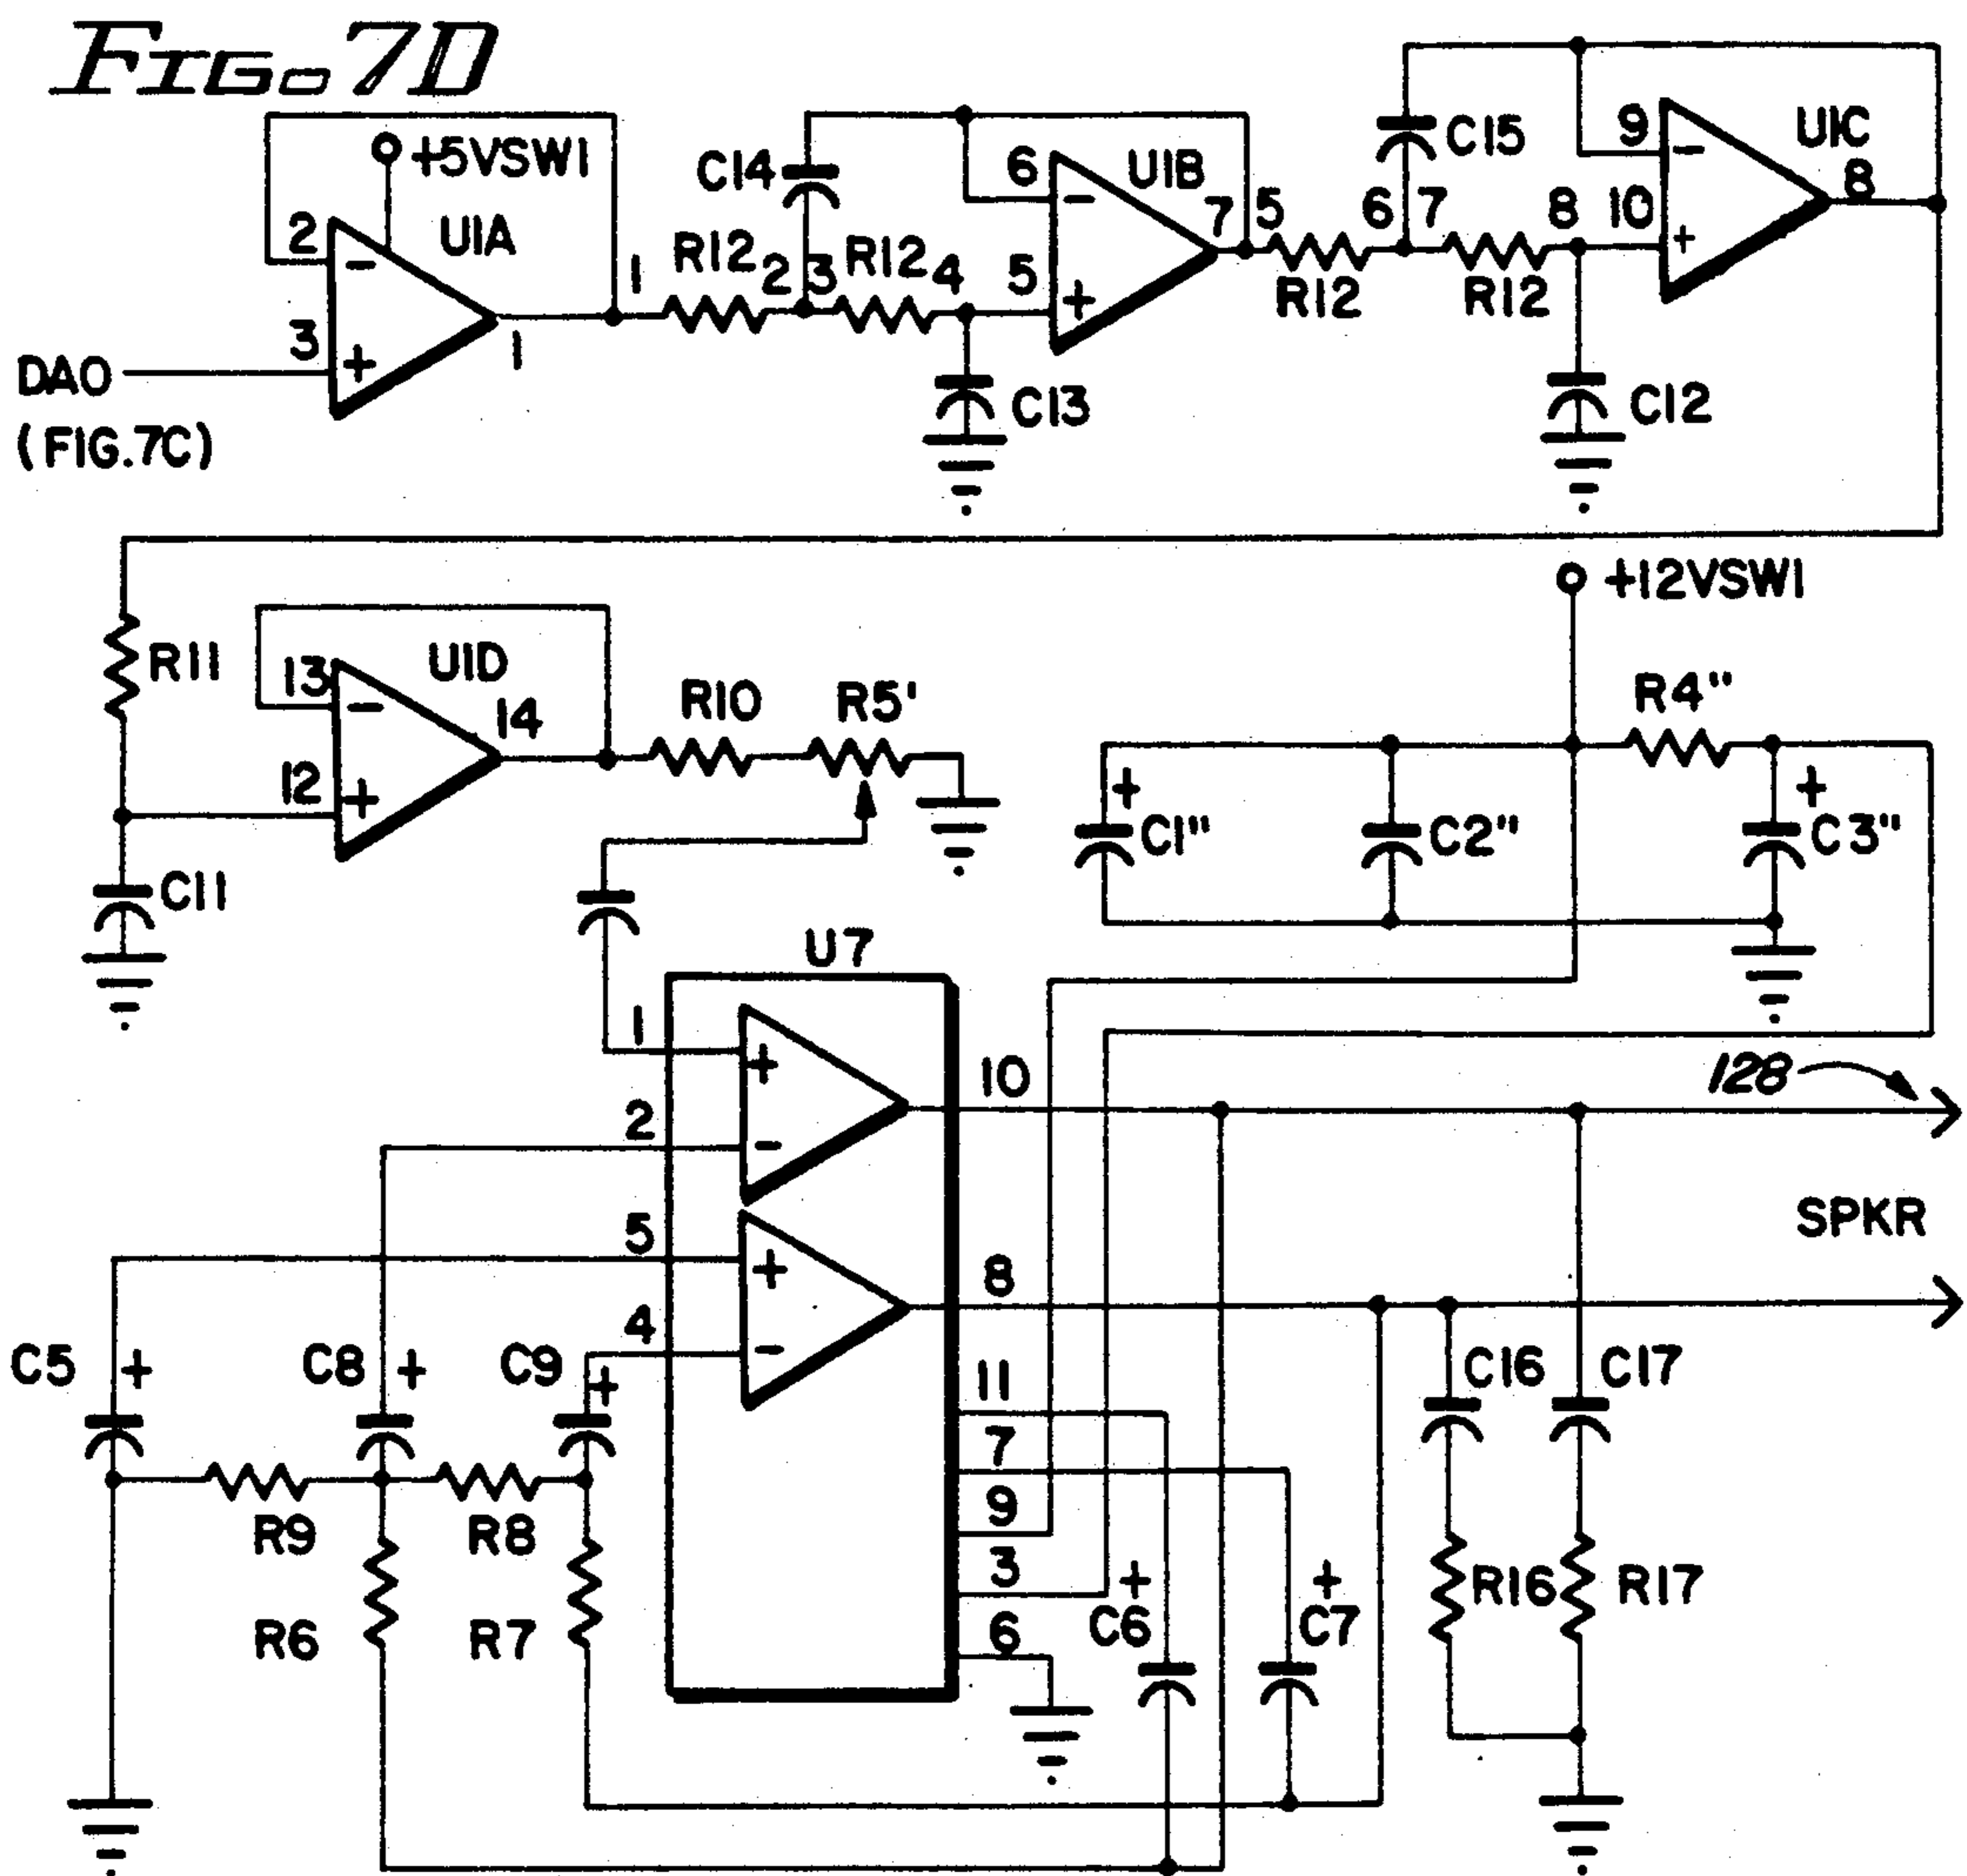 FIG. 7D
+5VSW1
U1A
2
-
3
+
1
DAO
(FIG.7C)
1
R12
2
3
R12
4
C14
C13
6
-
5
+
U1B
7
5
R12
6
7
R12
8
C15
C12
9
-
10
+
U1C
8
R11
C11
13
-
12
+
U1D
14
R10
R5'
+12VSW1
R4"
+
C1"
C2"
+
C3"
U7
1
+
2
-
10
5
+
4
-
8
128
SPKR
C5
+
C8
+
C9
+
11
7
9
3
6
C16
C17
R9
R8
R6
R7
+
C6
+
C7
R16
R17